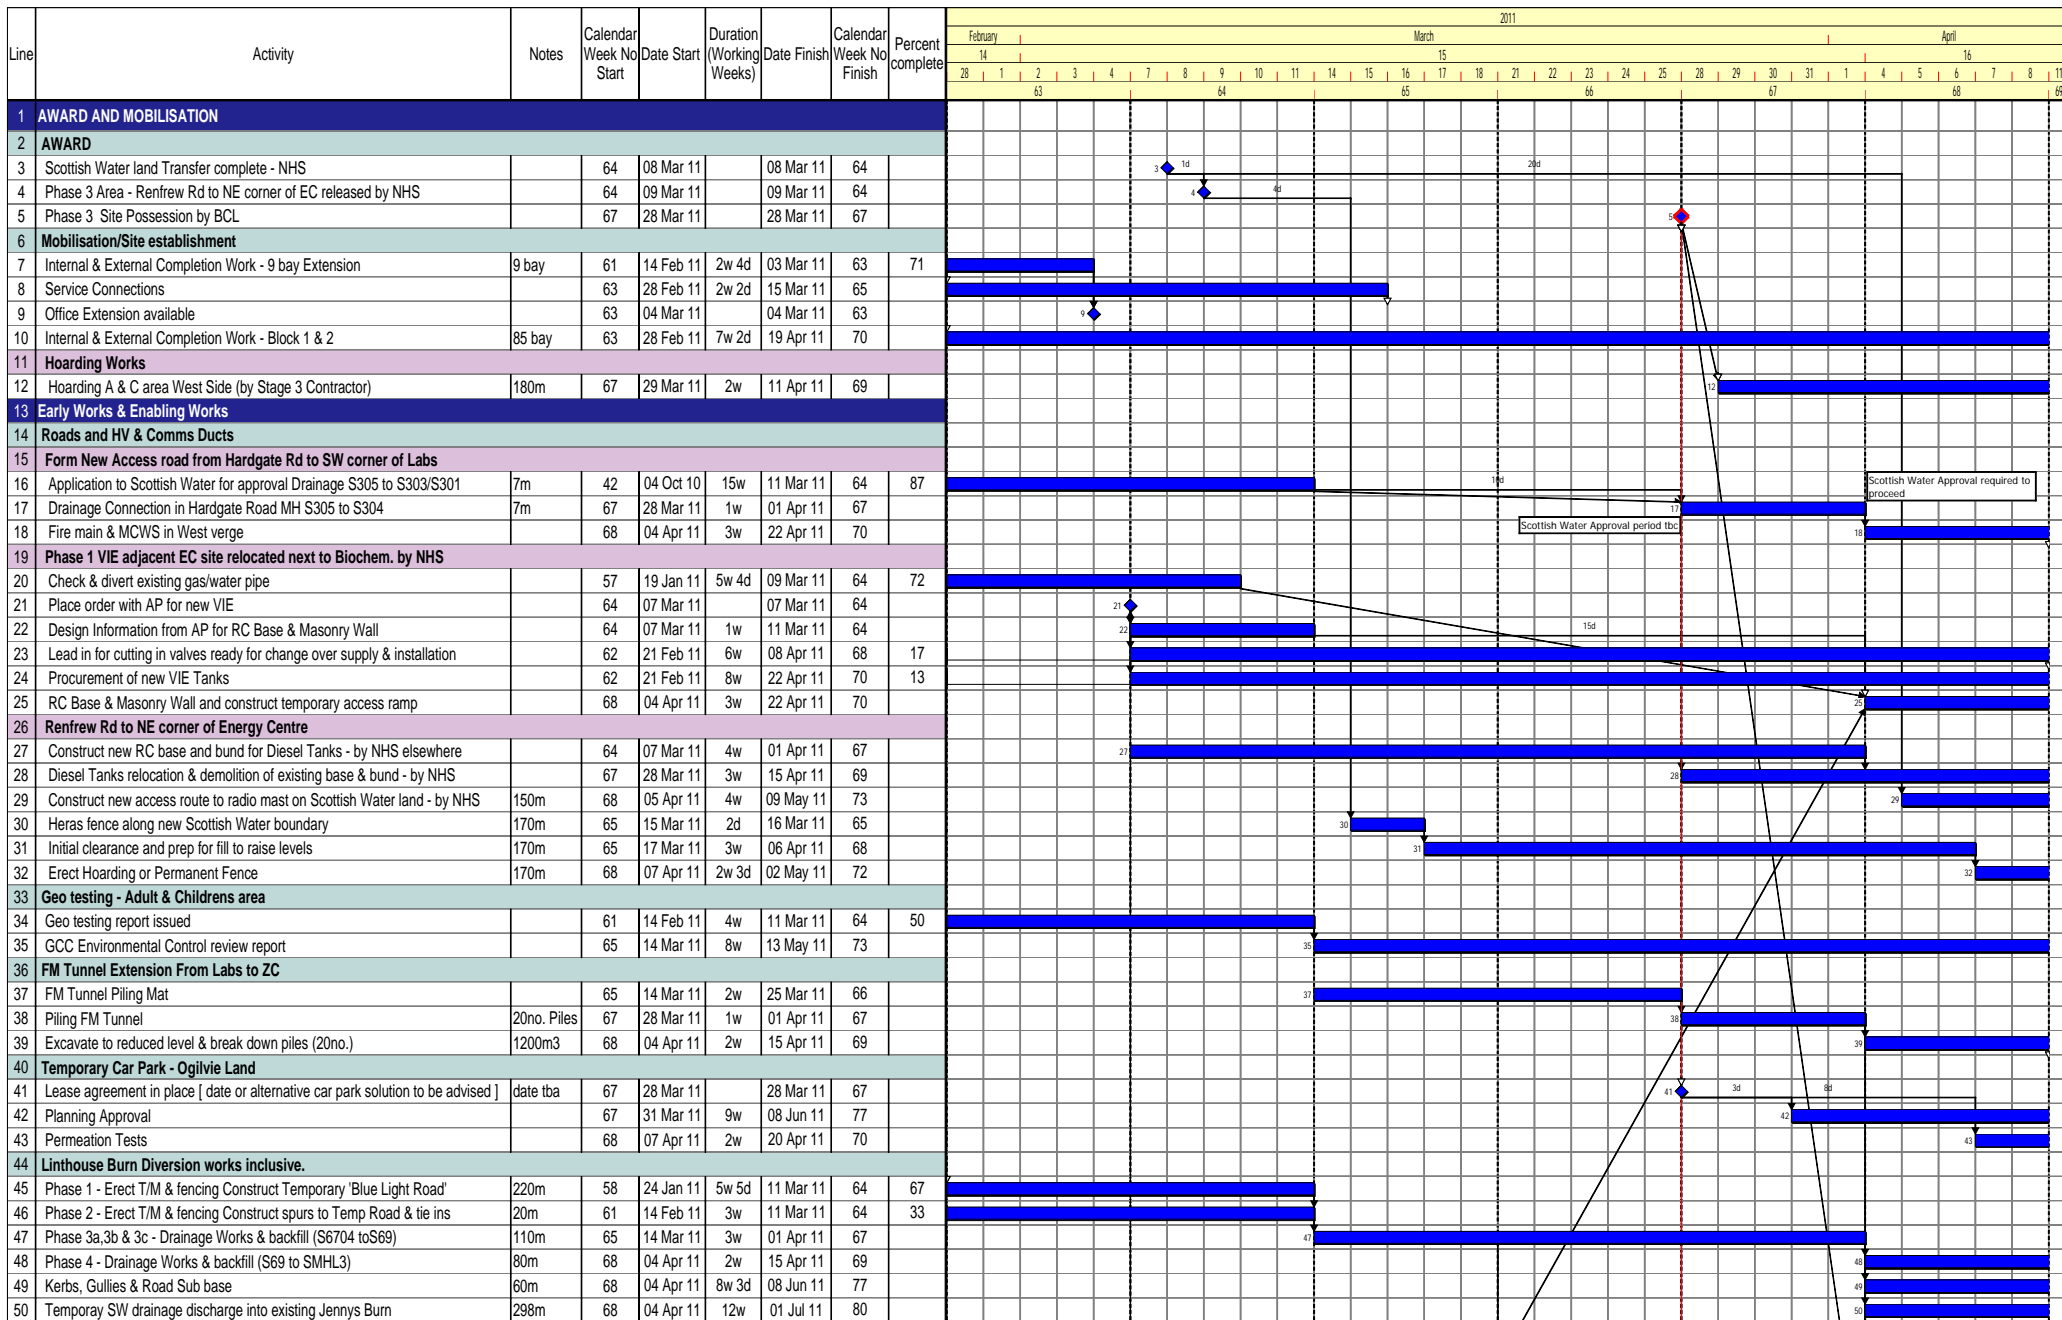 2011
February March April
14 15 16
Line Activity Notes Calendar Week No Start Date Start Duration (Working Weeks) Date Finish Calendar Week No Finish Percent complete
28 1 2 3 4 7 8 9 10 11 14 15 16 17 18 21 22 23 24 25 28 29 30 31 1 4 5 6 7 8 11
63 64 65 66 67 68 69
1 AWARD AND MOBILISATION
2 AWARD
3 Scottish Water land Transfer complete - NHS 64 08 Mar 11 08 Mar 11 64 3 1d 20d
4 Phase 3 Area - Renfrew Rd to NE corner of EC released by NHS 64 09 Mar 11 09 Mar 11 64 4 4d
5 Phase 3 Site Possession by BCL 67 28 Mar 11 28 Mar 11 67 5
6 Mobilisation/Site establishment
7 Internal & External Completion Work - 9 bay Extension 9 bay 61 14 Feb 11 2w 4d 03 Mar 11 63 71
8 Service Connections 63 28 Feb 11 2w 2d 15 Mar 11 65
9 Office Extension available 63 04 Mar 11 04 Mar 11 63 9
10 Internal & External Completion Work - Block 1 & 2 85 bay 63 28 Feb 11 7w 2d 19 Apr 11 70
11 Hoarding Works
12 Hoarding A & C area West Side (by Stage 3 Contractor) 180m 67 29 Mar 11 2w 11 Apr 11 69 12
13 Early Works & Enabling Works
14 Roads and HV & Comms Ducts
15 Form New Access road from Hardgate Rd to SW corner of Labs
16 Application to Scottish Water for approval Drainage S305 to S303/S301 7m 42 04 Oct 10 15w 11 Mar 11 64 87 10d
Scottish Water Approval required to
proceed
17 Drainage Connection in Hardgate Road MH S305 to S304 7m 67 28 Mar 11 1w 01 Apr 11 67 17
Scottish Water Approval period tbc
18 Fire main & MCWS in West verge 68 04 Apr 11 3w 22 Apr 11 70 18
19 Phase 1 VIE adjacent EC site relocated next to Biochem. by NHS
20 Check & divert existing gas/water pipe 57 19 Jan 11 5w 4d 09 Mar 11 64 72
21 Place order with AP for new VIE 64 07 Mar 11 07 Mar 11 64 21
22 Design Information from AP for RC Base & Masonry Wall 64 07 Mar 11 1w 11 Mar 11 64 22 15d
23 Lead in for cutting in valves ready for change over supply & installation 62 21 Feb 11 6w 08 Apr 11 68 17
24 Procurement of new VIE Tanks 62 21 Feb 11 8w 22 Apr 11 70 13
25 RC Base & Masonry Wall and construct temporary access ramp 68 04 Apr 11 3w 22 Apr 11 70 25
26 Renfrew Rd to NE corner of Energy Centre
27 Construct new RC base and bund for Diesel Tanks - by NHS elsewhere 64 07 Mar 11 4w 01 Apr 11 67 27
28 Diesel Tanks relocation & demolition of existing base & bund - by NHS 67 28 Mar 11 3w 15 Apr 11 69 28
29 Construct new access route to radio mast on Scottish Water land - by NHS 150m 68 05 Apr 11 4w 09 May 11 73 29
30 Heras fence along new Scottish Water boundary 170m 65 15 Mar 11 2d 16 Mar 11 65 30
31 Initial clearance and prep for fill to raise levels 170m 65 17 Mar 11 3w 06 Apr 11 68 31
32 Erect Hoarding or Permanent Fence 170m 68 07 Apr 11 2w 3d 02 May 11 72 32
33 Geo testing - Adult & Childrens area
34 Geo testing report issued 61 14 Feb 11 4w 11 Mar 11 64 50
35 GCC Environmental Control review report 65 14 Mar 11 8w 13 May 11 73 35
36 FM Tunnel Extension From Labs to ZC
37 FM Tunnel Piling Mat 65 14 Mar 11 2w 25 Mar 11 66 37
38 Piling FM Tunnel 20no. Piles 67 28 Mar 11 1w 01 Apr 11 67 38
39 Excavate to reduced level & break down piles (20no.) 1200m3 68 04 Apr 11 2w 15 Apr 11 69 39
40 Temporary Car Park - Ogilvie Land
41 Lease agreement in place [ date or alternative car park solution to be advised ] date tba 67 28 Mar 11 28 Mar 11 67 41 3d 8d
42 Planning Approval 67 31 Mar 11 9w 08 Jun 11 77 42
43 Permeation Tests 68 07 Apr 11 2w 20 Apr 11 70 43
44 Linthouse Burn Diversion works inclusive.
45 Phase 1 - Erect T/M & fencing Construct Temporary 'Blue Light Road' 220m 58 24 Jan 11 5w 5d 11 Mar 11 64 67
46 Phase 2 - Erect T/M & fencing Construct spurs to Temp Road & tie ins 20m 61 14 Feb 11 3w 11 Mar 11 64 33
47 Phase 3a,3b & 3c - Drainage Works & backfill (S6704 toS69) 110m 65 14 Mar 11 3w 01 Apr 11 67 47
48 Phase 4 - Drainage Works & backfill (S69 to SMHL3) 80m 68 04 Apr 11 2w 15 Apr 11 69 48
49 Kerbs, Gullies & Road Sub base 60m 68 04 Apr 11 8w 3d 08 Jun 11 77 49
50 Temporay SW drainage discharge into existing Jennys Burn 298m 68 04 Apr 11 12w 01 Jul 11 80 50